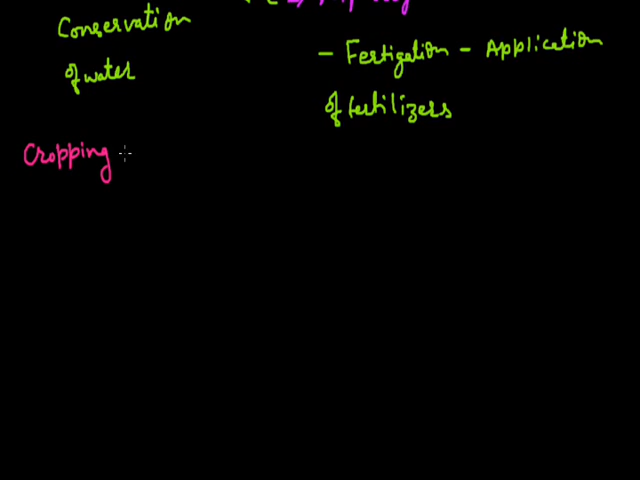 Conservation
of water
- Fertigation - Application
of fertilizers
Cropping